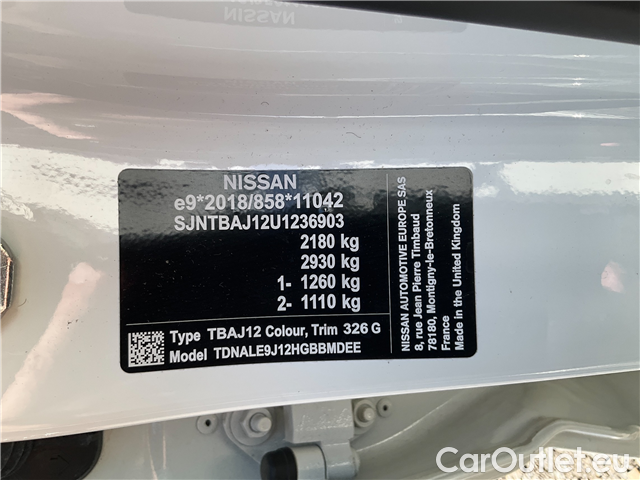 NISSAN
e9*2018/858*11042
SJNTBAJ12U1236903
2180 kg
2930 kg
1- 1260 kg
2- 1110 kg
Type TBAJ12 Colour, Trim 326 G
Model TDNALE9J12HGBBMDEE
NISSAN AUTOMOTIVE EUROPE SAS
8, rue Jean Pierre Timbaud
78180, Montigny-le-Bretonneux
France
Made in the United Kingdom
CarOutlet.eu